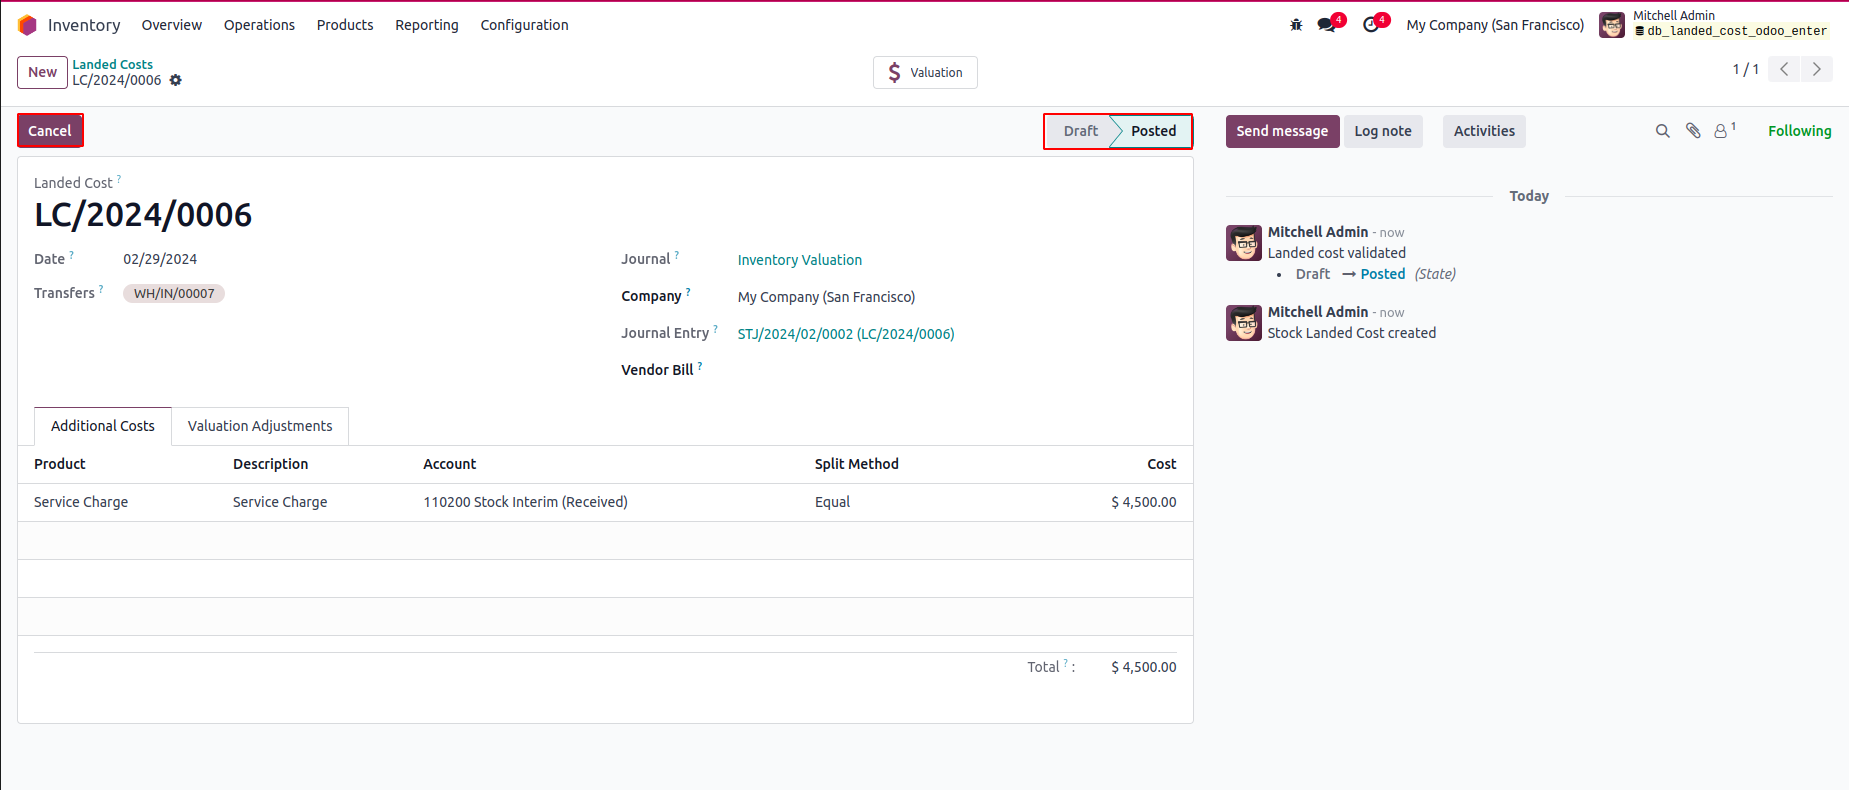 Inventory Overview Operations Products Reporting Configuration 4 4 My Company (San Francisco) Mitchell Admin
db_landed_cost_odoo_enter
New Landed Costs
LC/2024/0006
$ Valuation
1 / 1
Cancel
Draft Posted
Send message Log note Activities 1 Following
Landed Cost ?
LC/2024/0006
Date ? 02/29/2024
Transfers ? WH/IN/00007
Journal ? Inventory Valuation
Company ? My Company (San Francisco)
Journal Entry ? STJ/2024/02/0002 (LC/2024/0006)
Vendor Bill ?
Additional Costs Valuation Adjustments
Product Description Account Split Method Cost
Service Charge Service Charge 110200 Stock Interim (Received) Equal $ 4,500.00
Total ? : $ 4,500.00
Today
Mitchell Admin - now
Landed cost validated
• Draft → Posted (State)
Mitchell Admin - now
Stock Landed Cost created